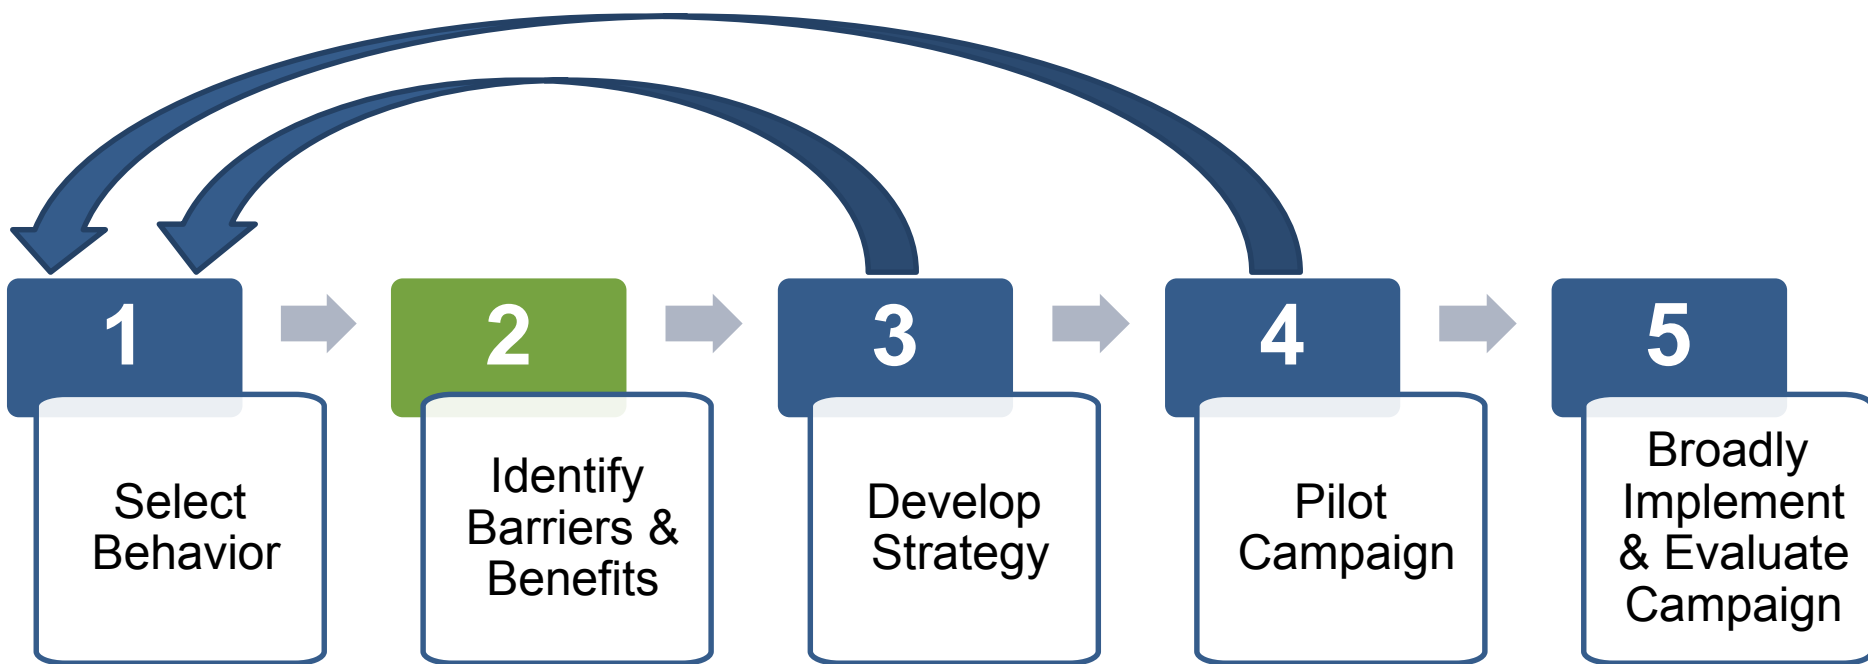 1
2
3
4
5
Select
Behavior
Identify
Barriers &
Benefits
Develop
Strategy
Pilot
Campaign
Broadly
Implement
& Evaluate
Campaign